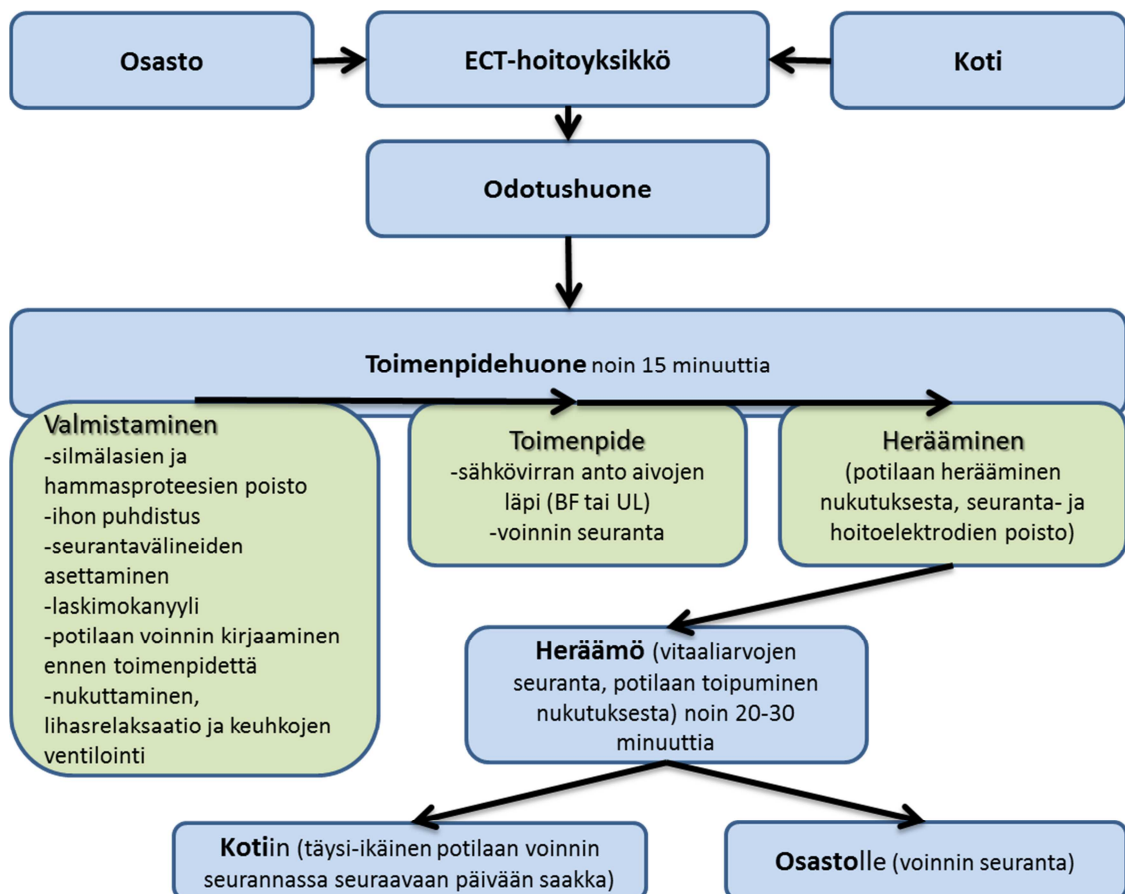 Osasto
ECT-hoitoyksikkö
Koti
Odotushuone
Toimenpidehuone noin 15 minuuttia
Valmistaminen
-silmälasien ja
hammasproteesien poisto
-ihon puhdistus
-seurantavälineiden
asettaminen
-laskimokanyyli
-potilaan voinnin kirjaaminen
ennen toimenpidettä
-nukuttaminen,
lihasrelaksaatio ja keuhkojen
ventilointi
Toimenpide
-sähkövirran anto aivojen
läpi (BF tai UL)
-voinnin seuranta
Herääminen
(potilaan herääminen
nukutuksesta, seuranta- ja
hoitoelektrodien poisto)
Heräämö (vitaaliarvojen
seuranta, potilaan toipuminen
nukutuksesta) noin 20-30
minuuttia
Kotiin (täysi-ikäinen potilaan voinnin
seurannassa seuraavaan päivään saakka)
Osastolle (voinnin seuranta)